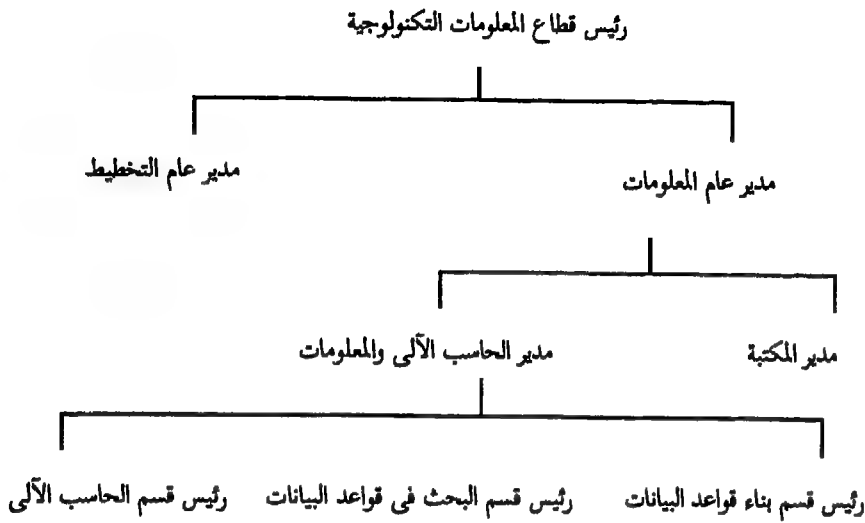 رئيس قطاع المعلومات التكنولوجية
مدير عام المعلومات
مدير عام التخطيط
مدير المكتبة
مدير الحاسب الآلى والمعلومات
رئيس قسم بناء قواعد البيانات
رئيس قسم البحث فى قواعد البيانات
رئيس قسم الحاسب الآلى